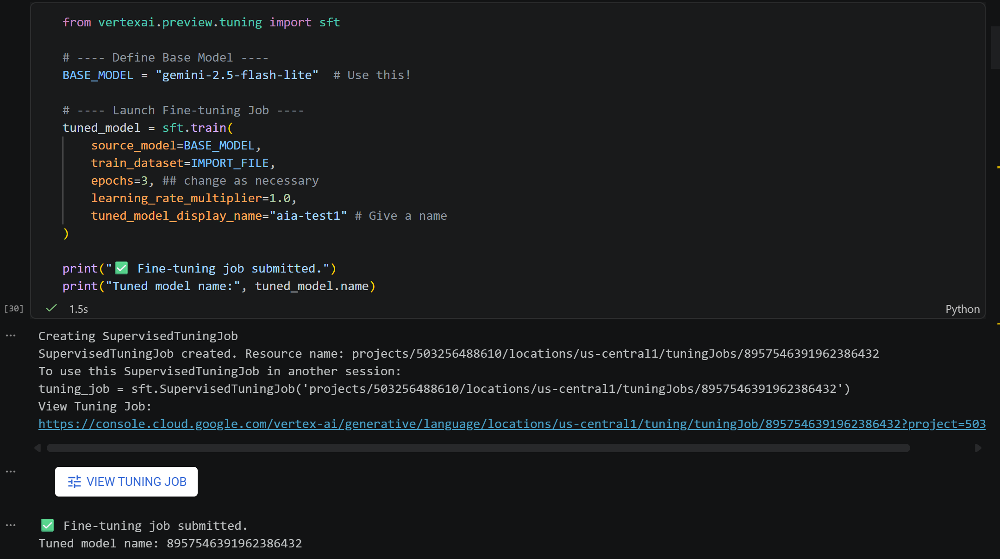 from vertexai.preview.tuning import sft
# ---- Define Base Model ----
BASE_MODEL = "gemini-2.5-flash-lite"  # Use this!
# ---- Launch Fine-tuning Job ----
tuned_model = sft.train(
    source_model=BASE_MODEL,
    train_dataset=IMPORT_FILE,
    epochs=3, ## change as necessary
    learning_rate_multiplier=1.0,
    tuned_model_display_name="aia-test1" # Give a name
)
print("✅ Fine-tuning job submitted.")
print("Tuned model name:", tuned_model.name)
[30] ✓ 1.5s Python
Creating SupervisedTuningJob
SupervisedTuningJob created. Resource name: projects/503256488610/locations/us-central1/tuningJobs/8957546391962386432
To use this SupervisedTuningJob in another session:
tuning_job = sft.SupervisedTuningJob('projects/503256488610/locations/us-central1/tuningJobs/8957546391962386432')
View Tuning Job:
https://console.cloud.google.com/vertex-ai/generative/language/locations/us-central1/tuning/tuningJob/8957546391962386432?project=503
VIEW TUNING JOB
✅ Fine-tuning job submitted.
Tuned model name: 8957546391962386432